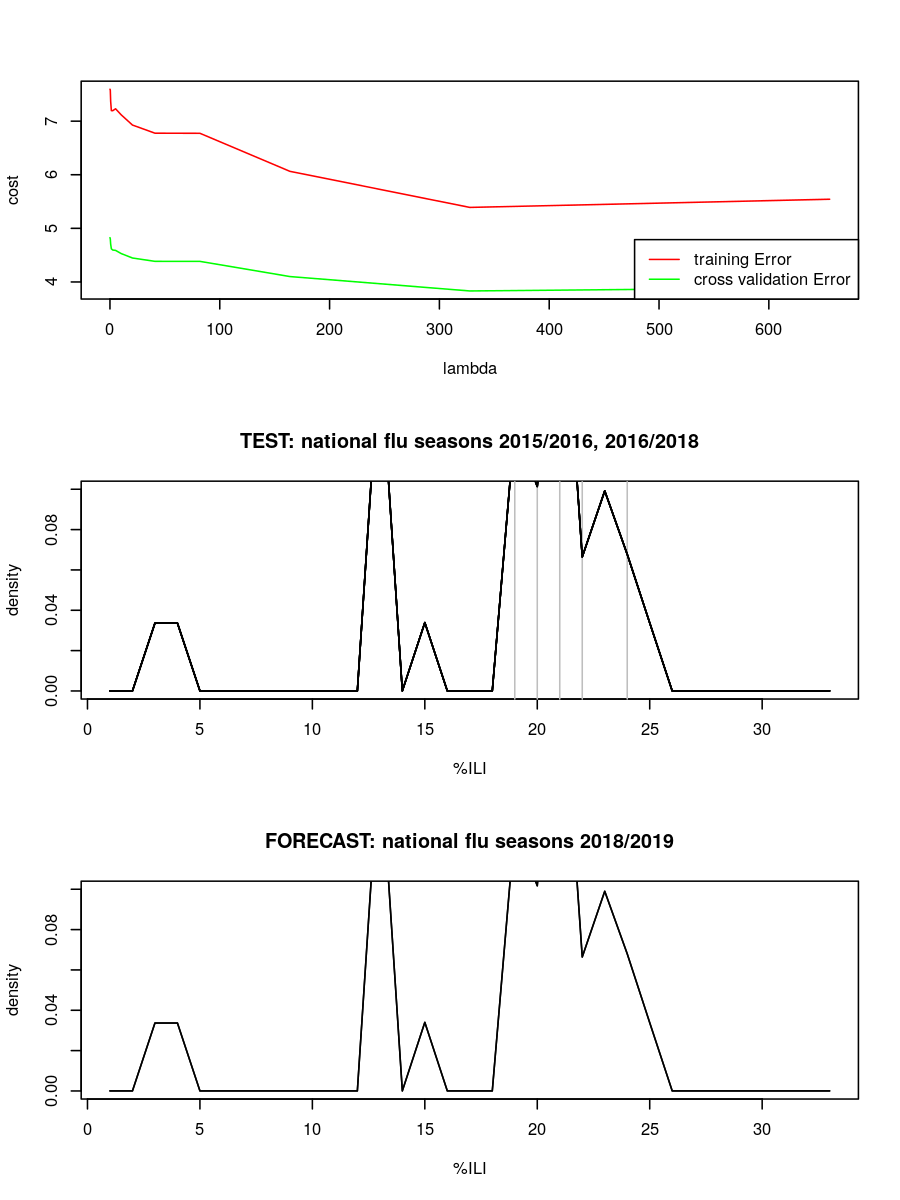 7
6
5
4
cost
training Error
cross validation Error
0 100 200 300 400 500 600
lambda
TEST: national flu seasons 2015/2016, 2016/2018
0.08
0.04
0.00
density
0 5 10 15 20 25 30
%ILI
FORECAST: national flu seasons 2018/2019
0.08
0.04
0.00
density
0 5 10 15 20 25 30
%ILI